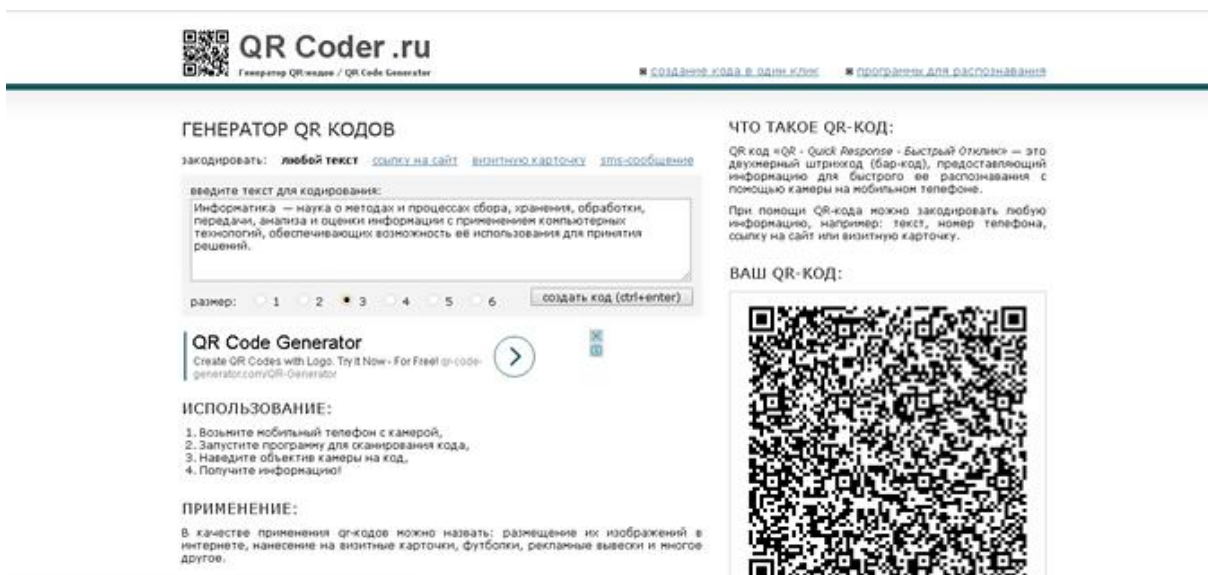 QR Coder .ru
Генератор QR-кодов / QR Code Generator
создание кода в один клик
программы для распознавания
ГЕНЕРАТОР QR КОДОВ
закодировать: любой текст ссылку на сайт визитную карточку sms-сообщение
введите текст для кодирования:
Информатика — наука о методах и процессах сбора, хранения, обработки,
передачи, анализа и оценки информации с применением компьютерных
технологий, обеспечивающих возможность её использования для принятия
решений.
размер: 1 2 3 4 5 6 создать код (ctrl+enter)
QR Code Generator
Create QR Codes with Logo. Try It Now - For Free! qr-code-
generator.com/QR-Generator
ИСПОЛЬЗОВАНИЕ:
1. Возьмите мобильный телефон с камерой,
2. Запустите программу для сканирования кода,
3. Наведите объектив камеры на код,
4. Получите информацию!
ПРИМЕНЕНИЕ:
В качестве применения qr-кодов можно назвать: размещение их изображений в
интернете, нанесение на визитные карточки, футболки, рекламные вывески и многое
другое.
ЧТО ТАКОЕ QR-КОД:
QR код «QR - Quick Response - Быстрый Отклик» — это
двухмерный штрихкод (бар-код), предоставляющий
информацию для быстрого ее распознавания с
помощью камеры на мобильном телефоне.
При помощи QR-кода можно закодировать любую
информацию, например: текст, номер телефона,
ссылку на сайт или визитную карточку.
ВАШ QR-КОД: